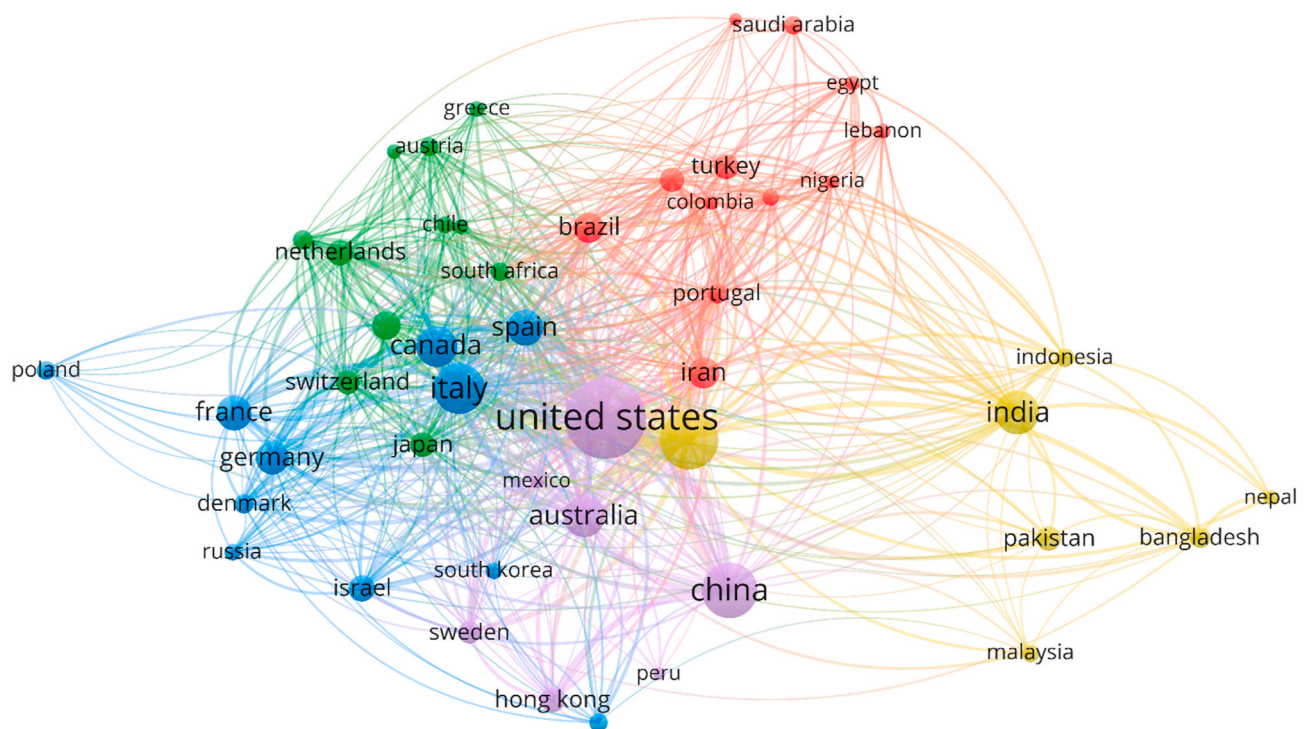 saudi arabia
egypt
greece
lebanon
austria
turkey
nigeria
colombia
chile
brazil
netherlands
south africa
portugal
spain
canada
indonesia
poland
iran
switzerland
italy
france
united states
india
japan
germany
mexico
nepal
denmark
australia
pakistan
bangladesh
russia
south korea
israel
china
sweden
malaysia
peru
hong kong